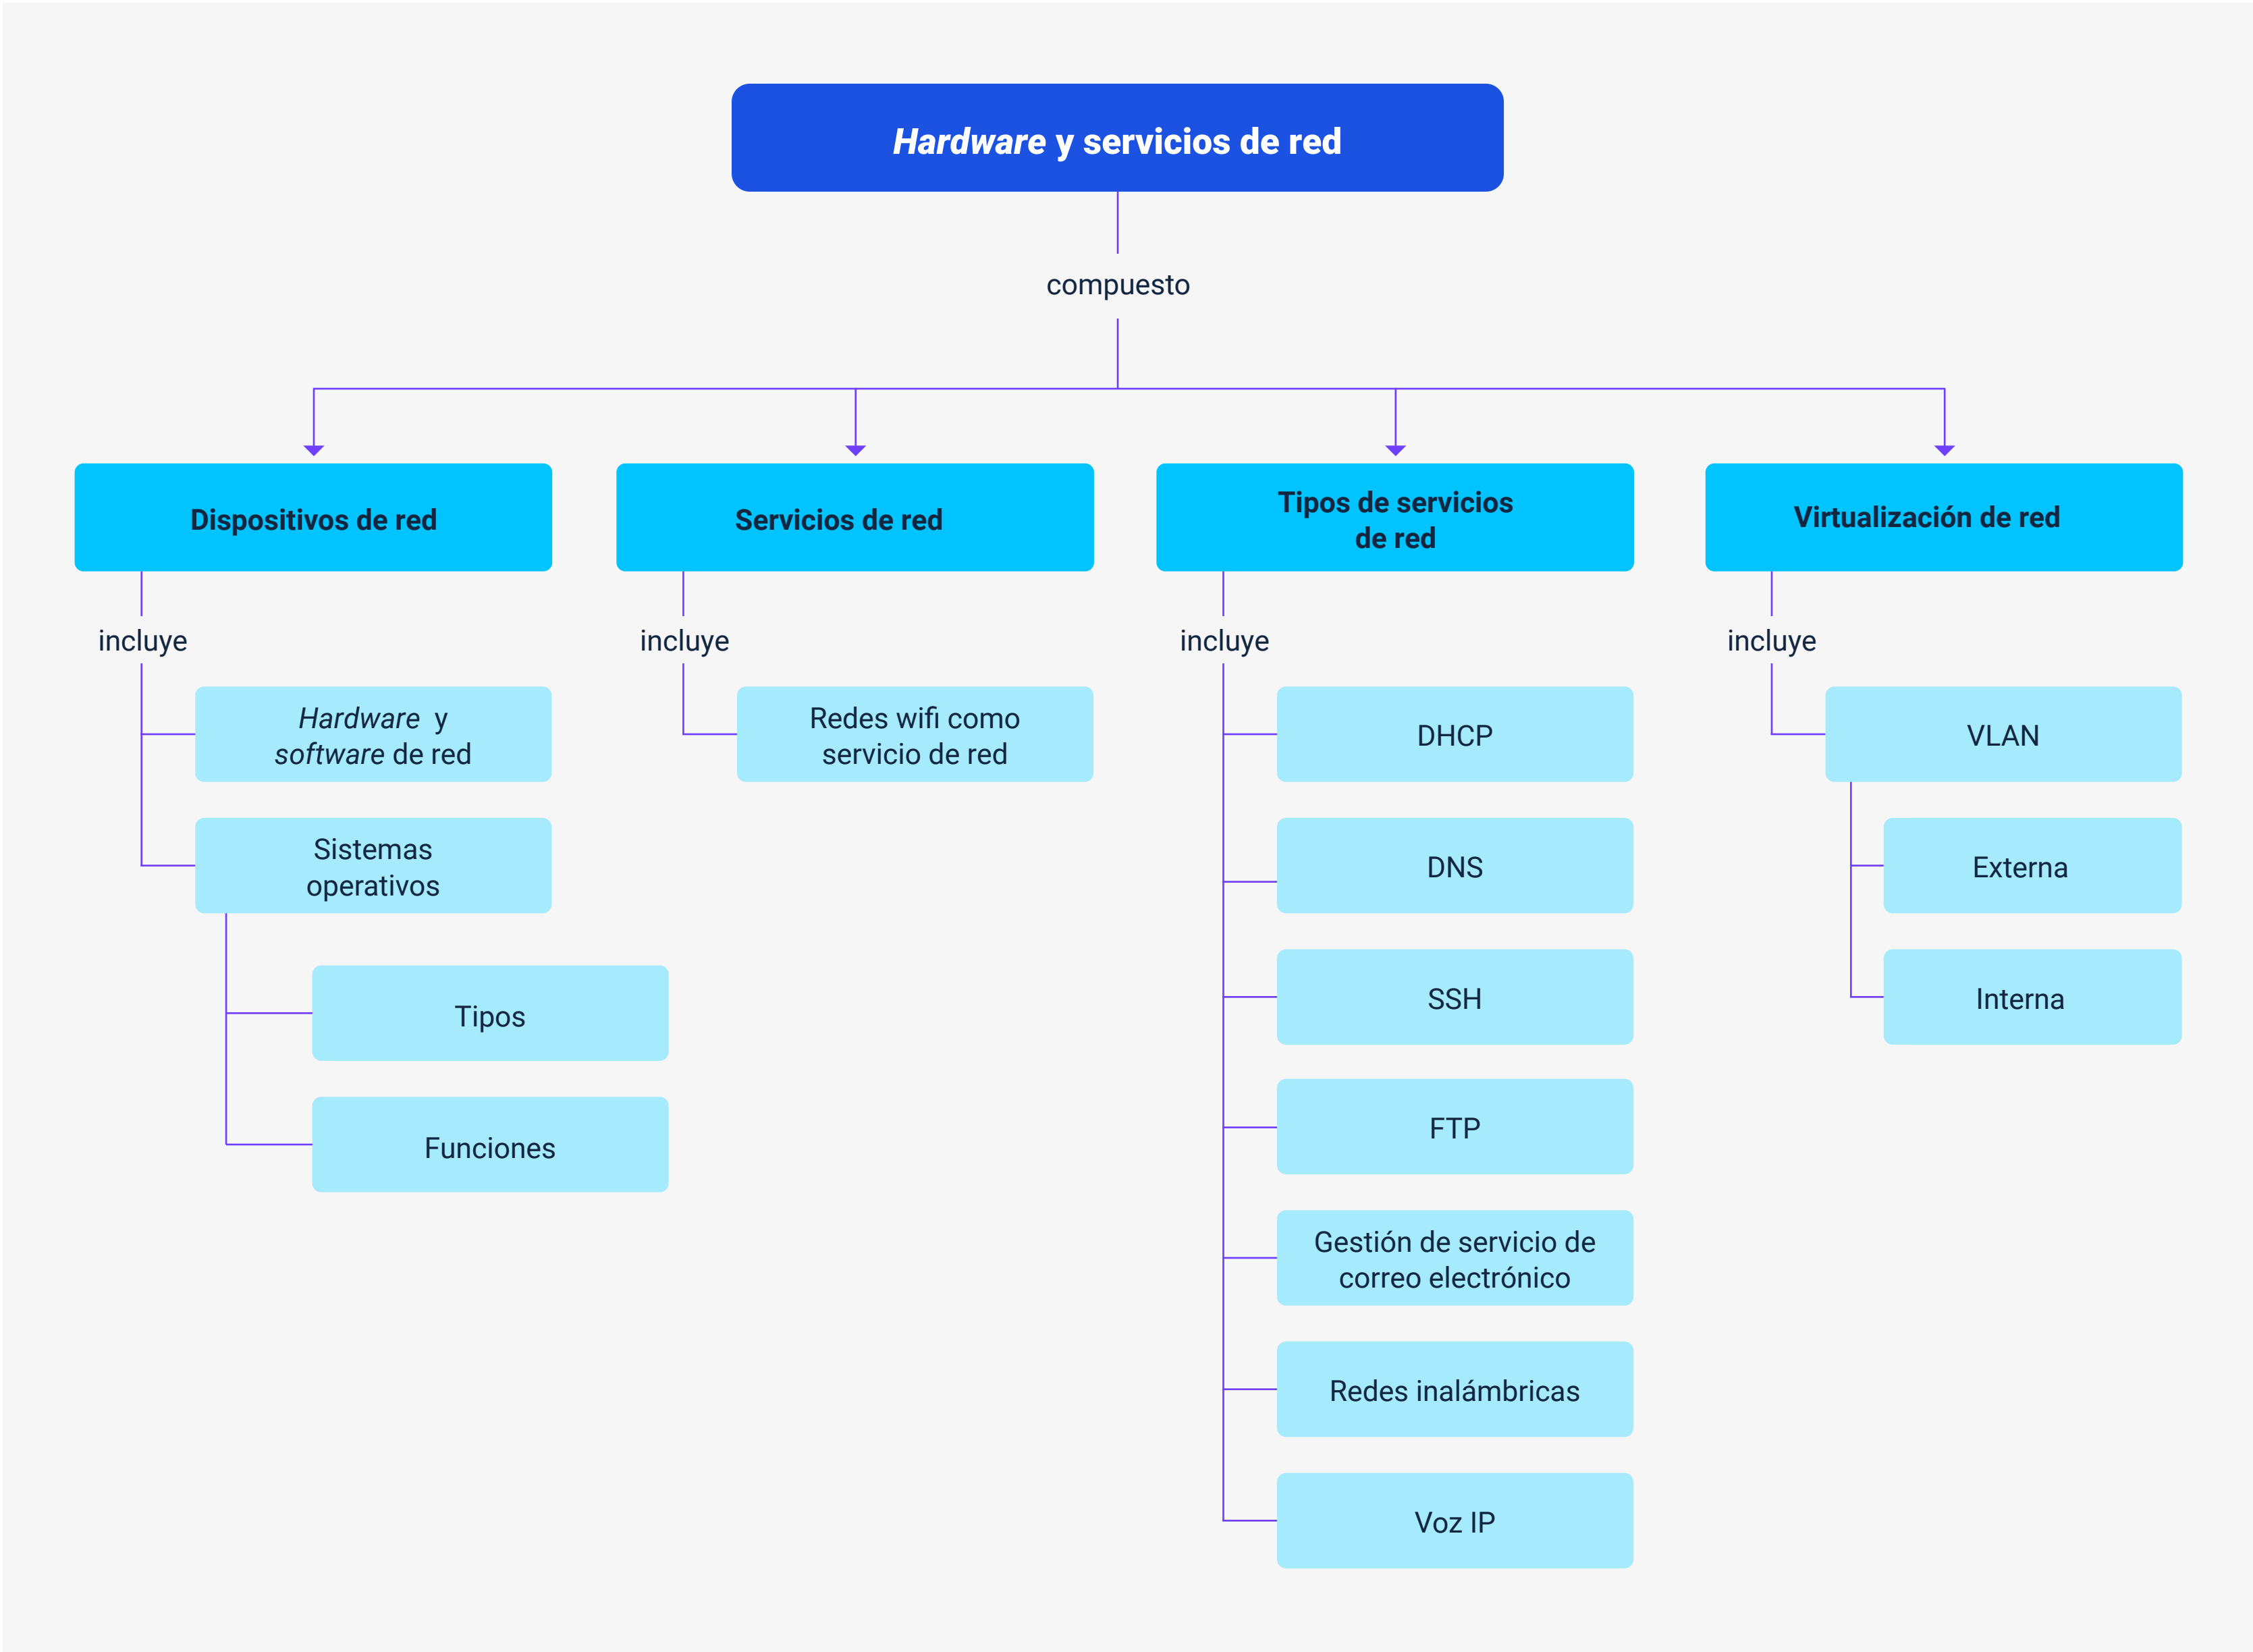 Hardware y servicios de red
compuesto
Dispositivos de red
incluye
Hardware y
software de red
Sistemas
operativos
Tipos
Funciones
Servicios de red
incluye
Redes wifi como
servicio de red
Tipos de servicios
de red
incluye
DHCP
DNS
SSH
FTP
Gestión de servicio de
correo electrónico
Redes inalámbricas
Voz IP
Virtualización de red
incluye
VLAN
Externa
Interna